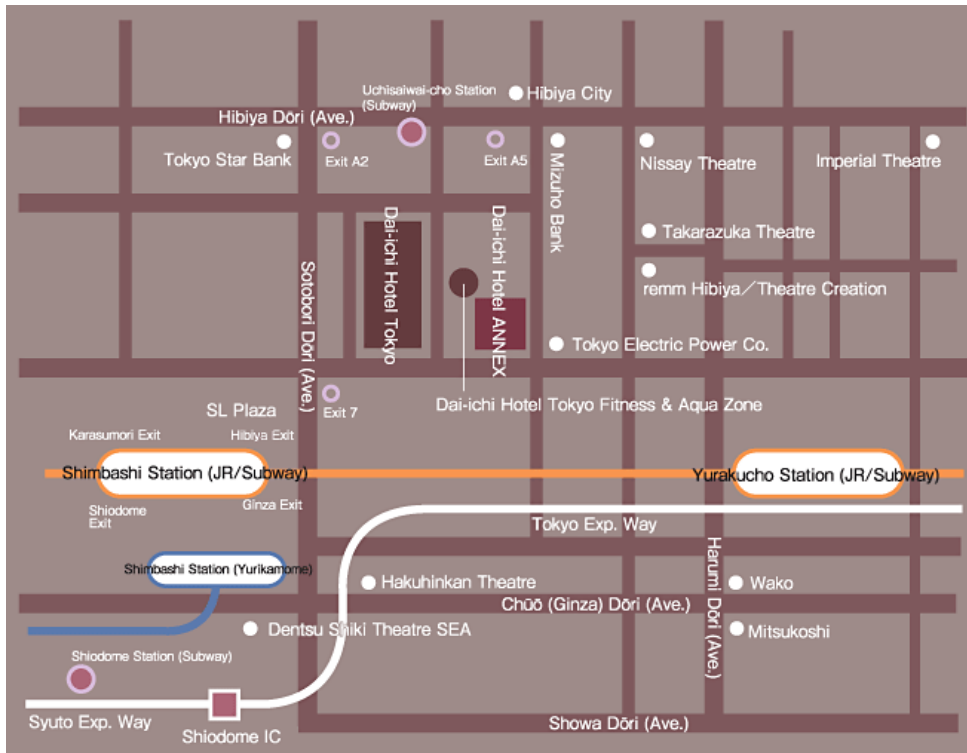 Uchisaiwai-cho Station
(Subway)
Hibiya City
Hibiya Dōri (Ave.)
Tokyo Star Bank
Exit A2
Exit A5
Mizuho Bank
Nissay Theatre
Imperial Theatre
Dai-ichi Hotel Tokyo
Dai-ichi Hotel ANNEX
Takarazuka Theatre
Sotobori Dōri (Ave.)
remm Hibiya／Theatre Creation
Tokyo Electric Power Co.
SL Plaza
Exit 7
Dai-ichi Hotel Tokyo Fitness & Aqua Zone
Karasumori Exit
Hibiya Exit
Shimbashi Station (JR/Subway)
Yurakucho Station (JR/Subway)
Shiodome
Exit
Ginza Exit
Tokyo Exp. Way
Shimbashi Station (Yurikamome)
Harumi Dōri (Ave.)
Hakuhinkan Theatre
Wako
Chūō (Ginza) Dōri (Ave.)
Dentsu Shiki Theatre SEA
Mitsukoshi
Shiodome Station (Subway)
Syuto Exp. Way
Shiodome IC
Showa Dōri (Ave.)